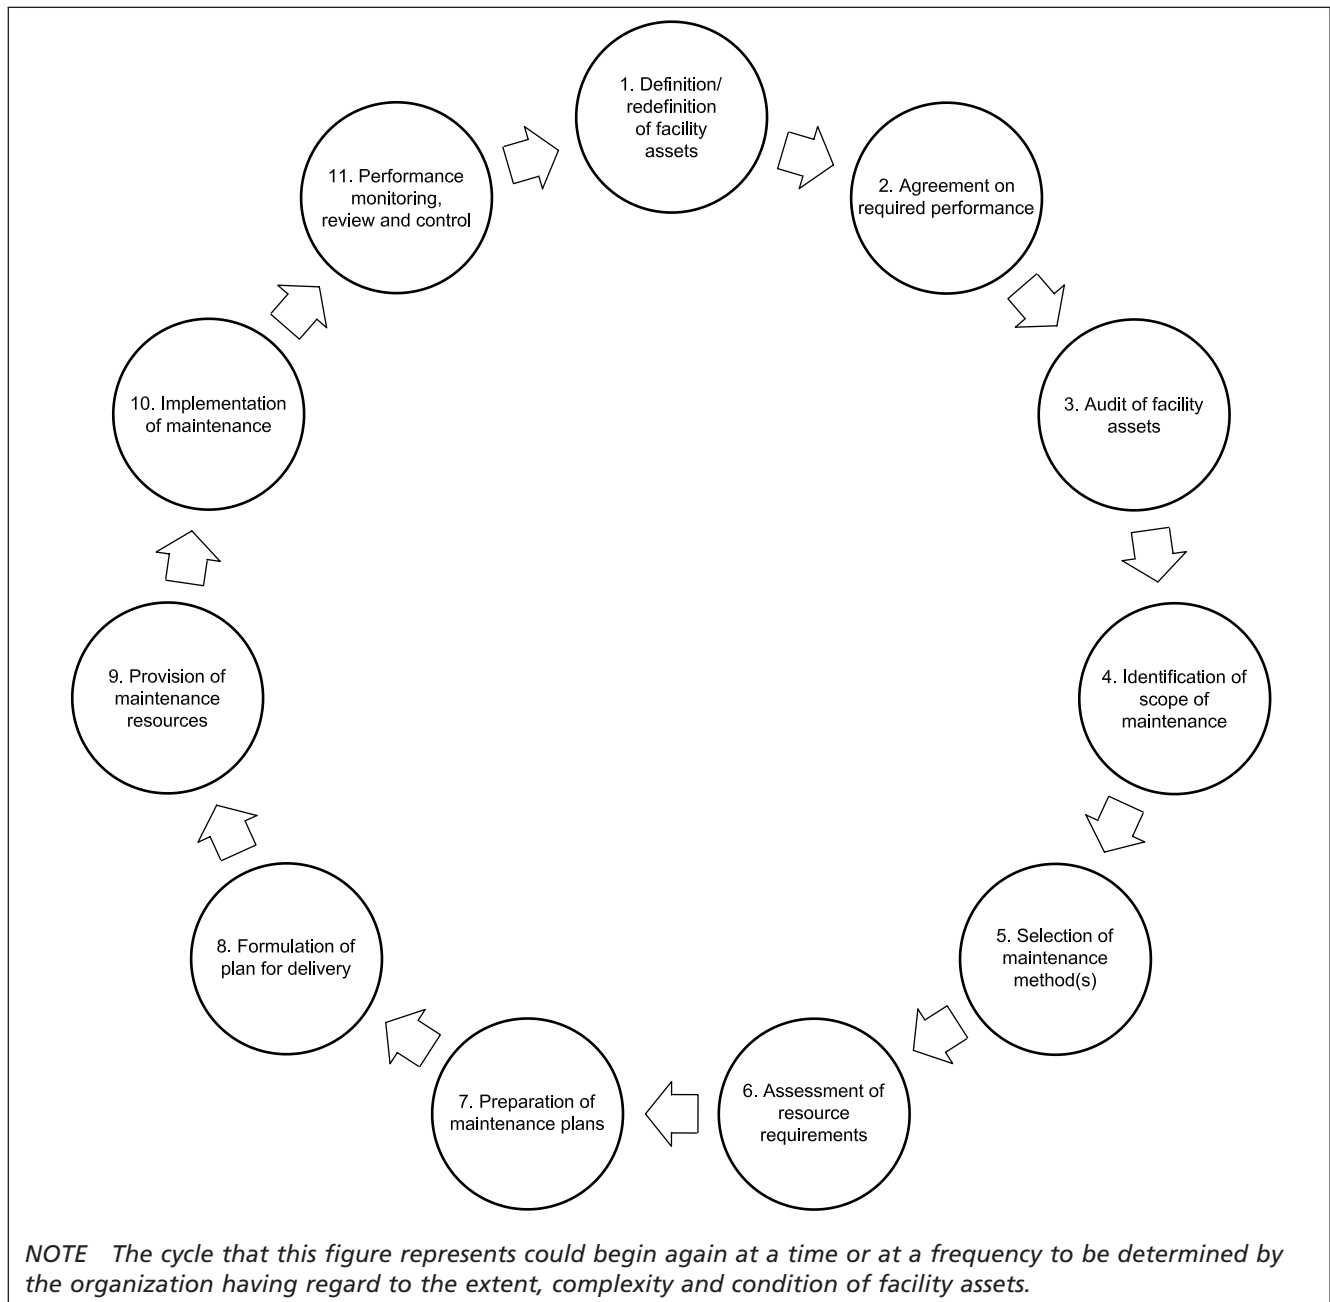 1. Definition/
redefinition
of facility
assets
2. Agreement on
required performance
3. Audit of facility
assets
4. Identification of
scope of
maintenance
5. Selection of
maintenance
method(s)
6. Assessment of
resource
requirements
7. Preparation of
maintenance plans
8. Formulation of
plan for delivery
9. Provision of
maintenance
resources
10. Implementation
of maintenance
11. Performance
monitoring,
review and control
NOTE The cycle that this figure represents could begin again at a time or at a frequency to be determined by
the organization having regard to the extent, complexity and condition of facility assets.